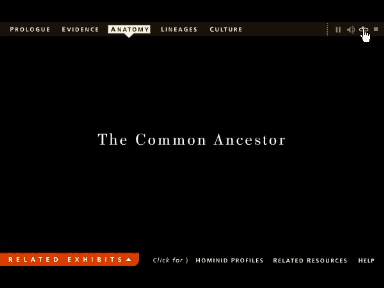 PROLOGUE EVIDENCE ANATOMY LINEAGES CULTURE
The Common Ancestor
RELATED EXHIBITS Click for ) HOMINID PROFILES RELATED RESOURCES HELP